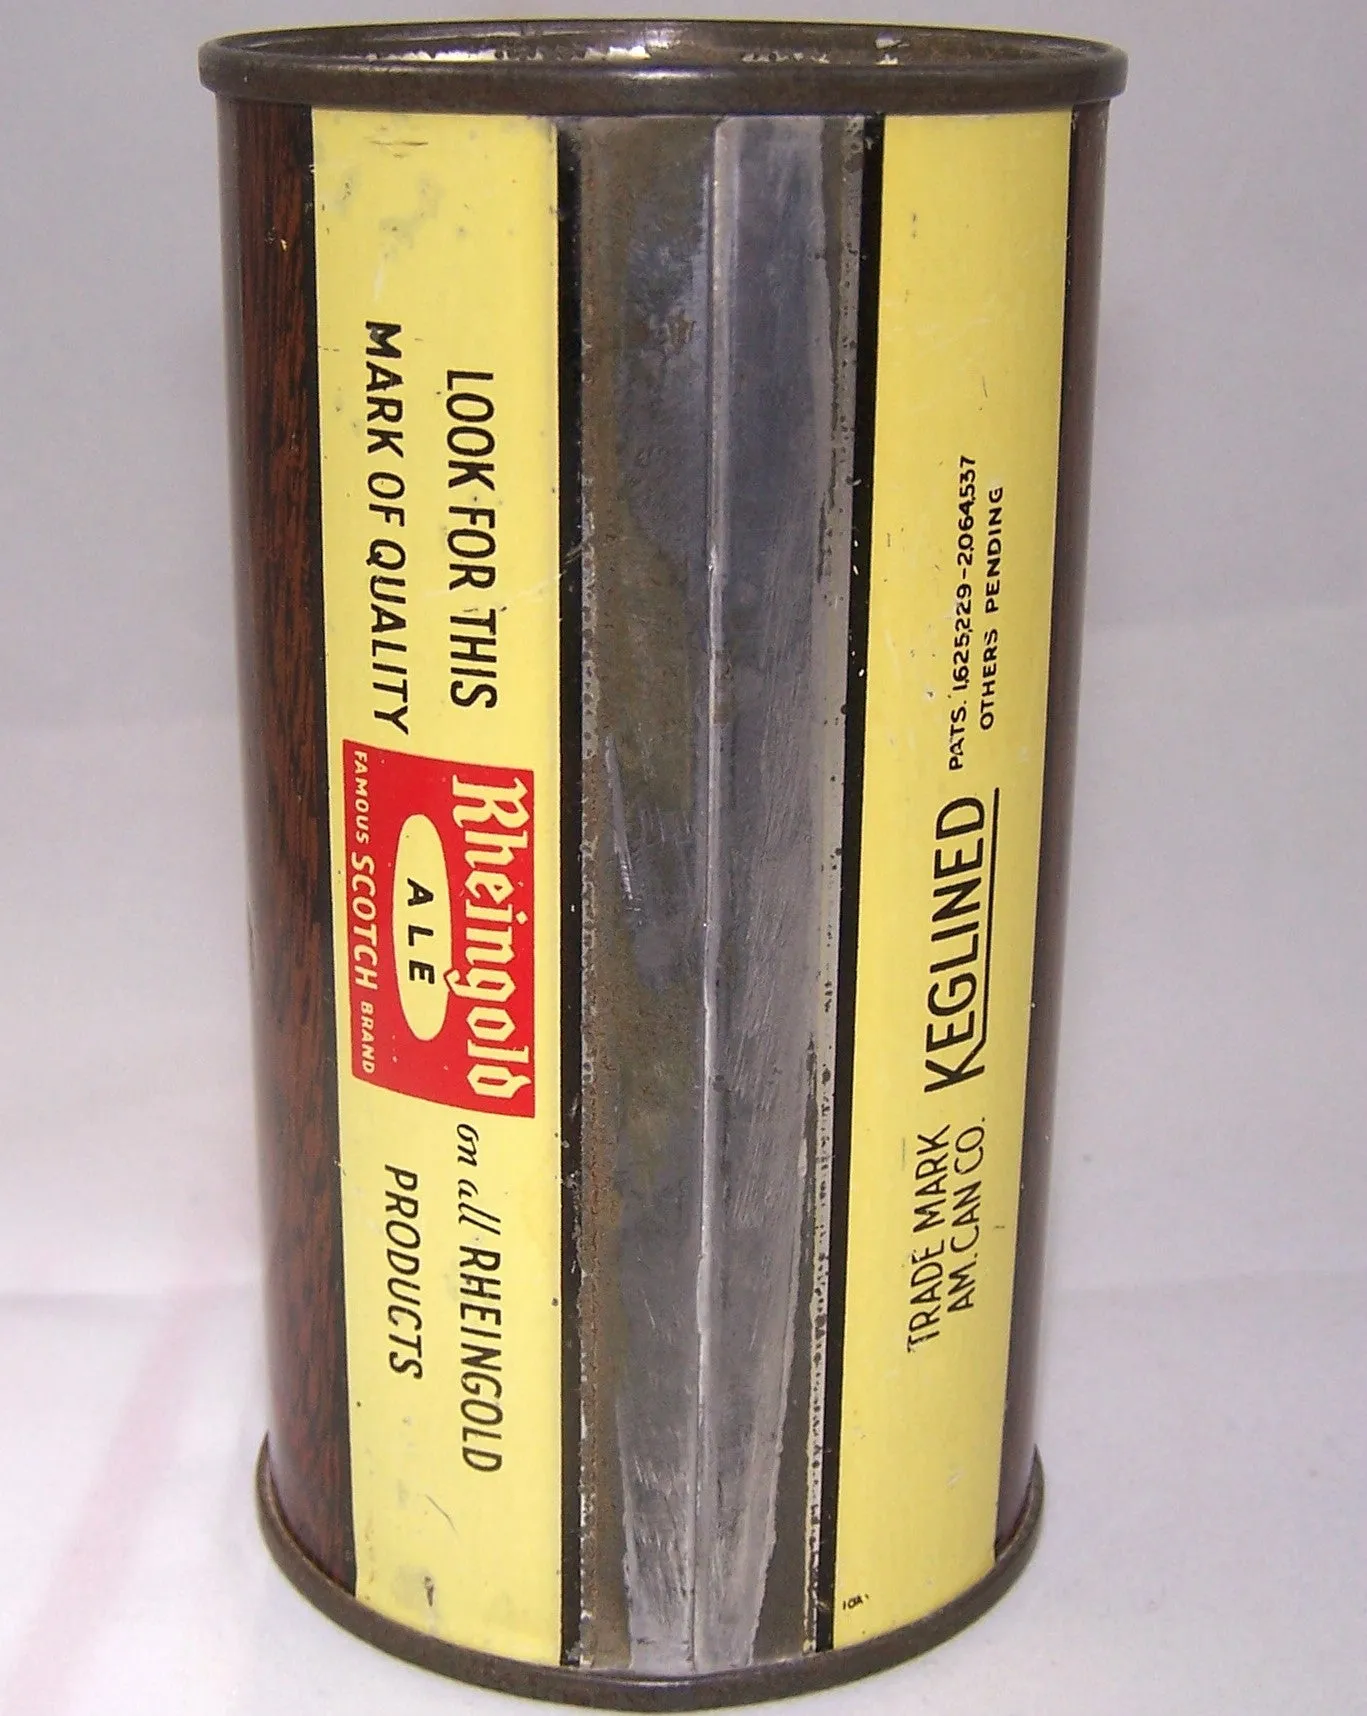 LOOK FOR THIS
MARK OF QUALITY
Rheingold
ALE
FAMOUS SCOTCH BRAND
on all RHEINGOLD
PRODUCTS
TRADE MARK
AM. CAN CO.
KEGLINED
PATS. 1,625,229-2,064,537
OTHERS PENDING